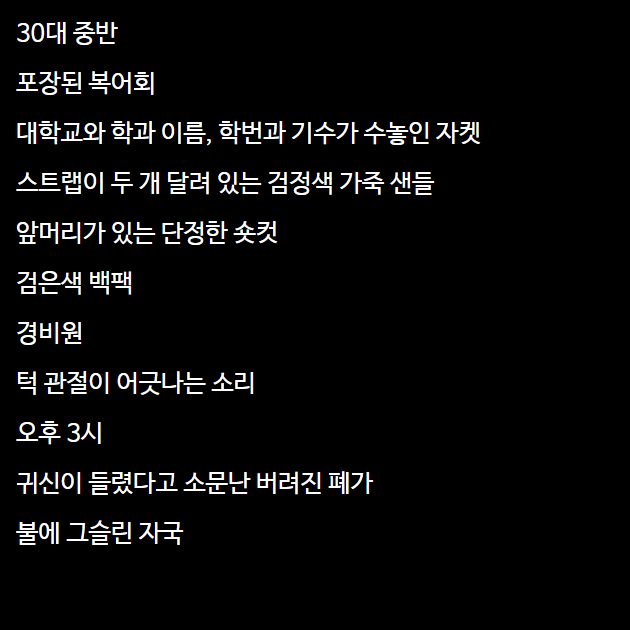 30대 중반
포장된 복어회
대학교와 학과 이름, 학번과 기수가 수놓인 자켓
스트랩이 두 개 달려 있는 검정색 가죽 샌들
앞머리가 있는 단정한 숏컷
검은색 백팩
경비원
턱 관절이 어긋나는 소리
오후 3시
귀신이 들렸다고 소문난 버려진 폐가
불에 그슬린 자국